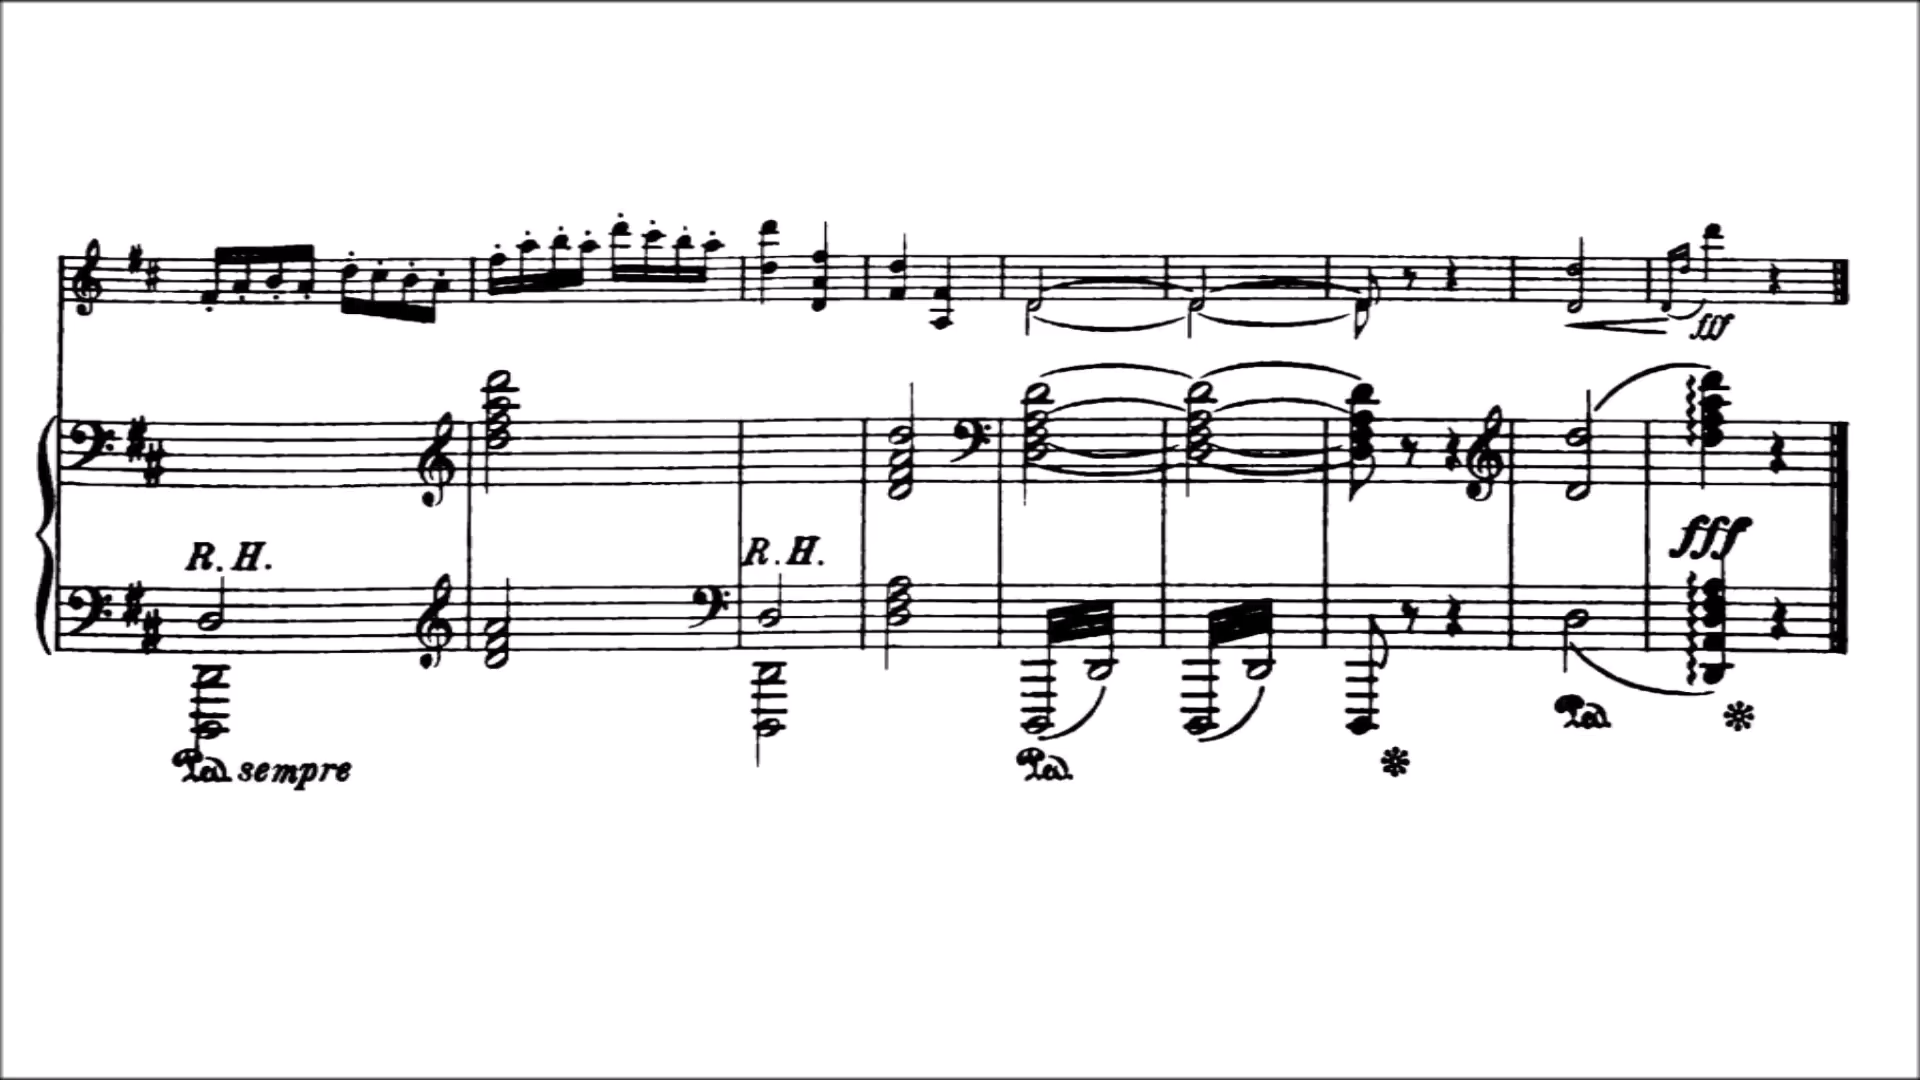 fff
R. H.
R. H.
fff
Ped. sempre
Ped.
Ped.